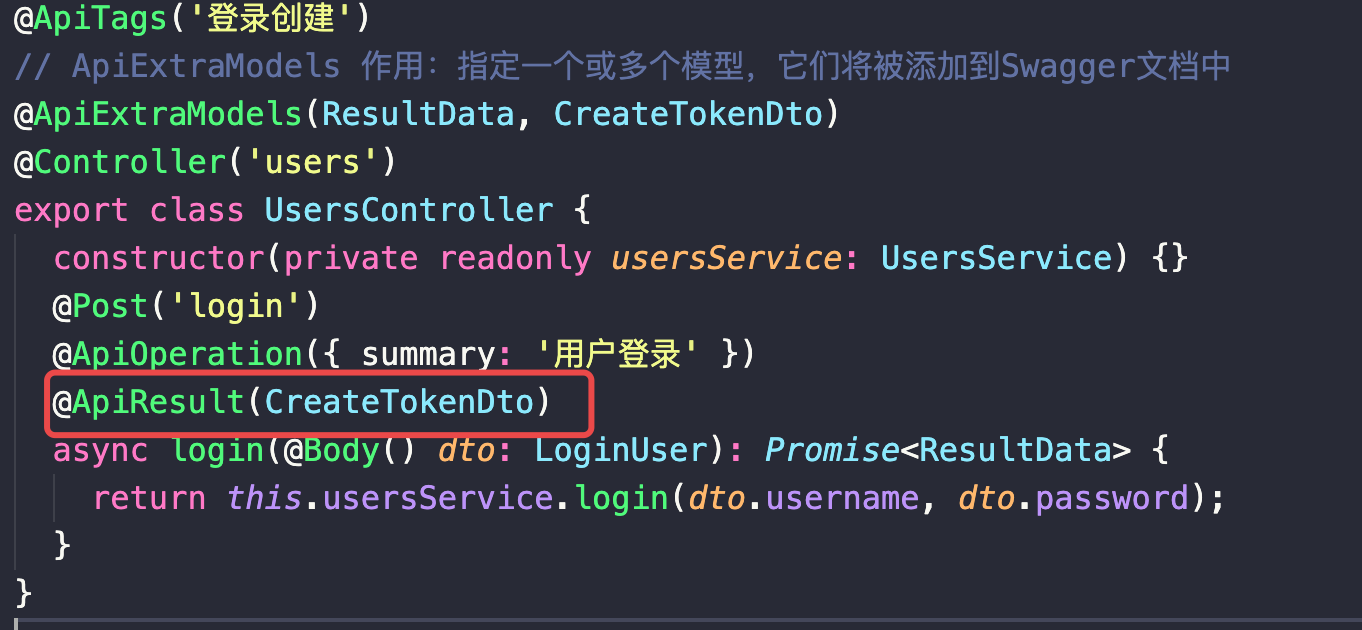 @ApiTags('登录创建')
// ApiExtraModels 作用：指定一个或多个模型，它们将被添加到Swagger文档中
@ApiExtraModels(ResultData, CreateTokenDto)
@Controller('users')
export class UsersController {
  constructor(private readonly usersService: UsersService) {}
  @Post('login')
  @ApiOperation({ summary: '用户登录' })
  @ApiResult(CreateTokenDto)
  async login(@Body() dto: LoginUser): Promise<ResultData> {
    return this.usersService.login(dto.username, dto.password);
  }
}